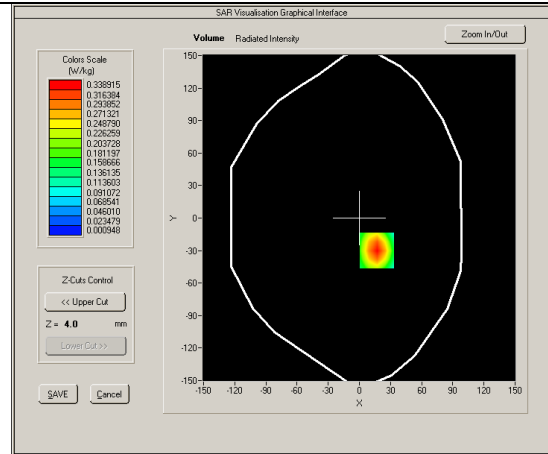 SAR Visualisation Graphical Interface
Volume Radiated Intensity
Zoom In/Out
Colors Scale
(W/kg)
0.338915
0.316384
0.293852
0.271321
0.248790
0.226259
0.203728
0.181197
0.158666
0.136135
0.113603
0.091072
0.068541
0.046010
0.023479
0.000948
Z-Cuts Control
<< Upper Cut
Z = 4.0 mm
Lower Cut >>
SAVE Cancel
150
120
90
60
30
0
-30
-60
-90
-120
-150
Y
-150 -120 -90 -60 -30 0 30 60 90 120 150
X